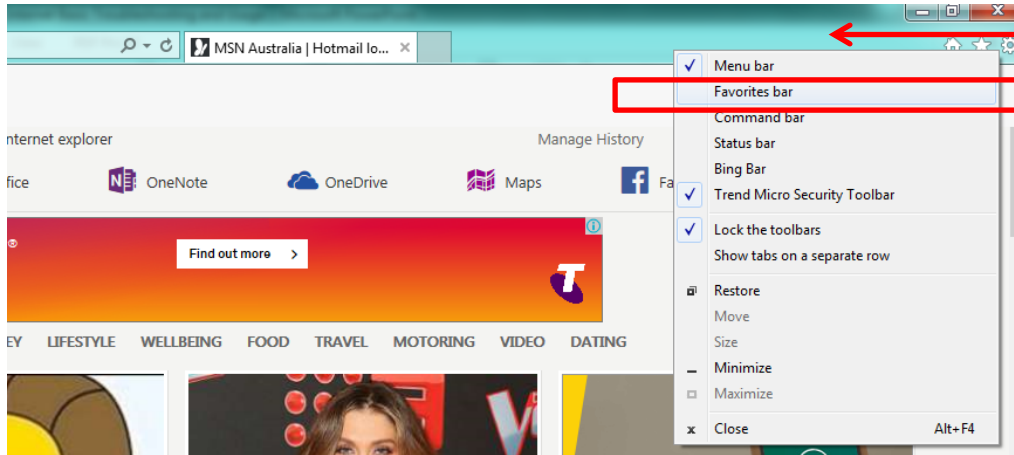 MSN Australia | Hotmail lo...
Menu bar
Favorites bar
Command bar
Status bar
Bing Bar
Trend Micro Security Toolbar
Lock the toolbars
Show tabs on a separate row
Restore
Move
Size
Minimize
Maximize
Close Alt+F4
nternet explorer
Manage History
fice
N
OneNote
OneDrive
Maps
f
Fa
Find out more >
T
EY LIFESTYLE WELLBEING FOOD TRAVEL MOTORING VIDEO DATING